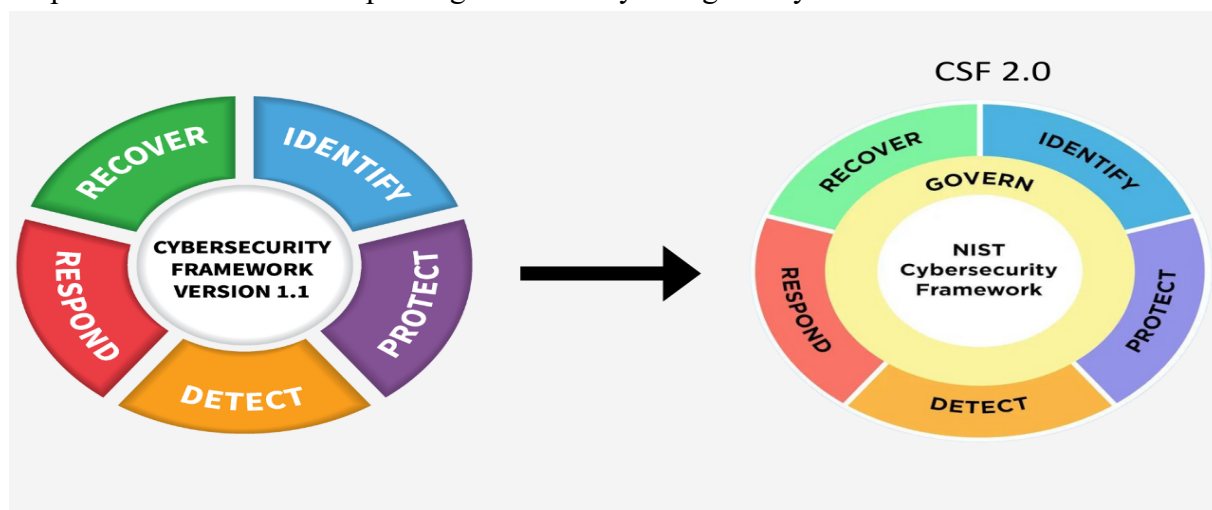 CSF 2.0
RECOVER
IDENTIFY
PROTECT
DETECT
RESPOND
CYBERSECURITY
FRAMEWORK
VERSION 1.1
RECOVER
IDENTIFY
PROTECT
DETECT
RESPOND
GOVERN
NIST
Cybersecurity
Framework